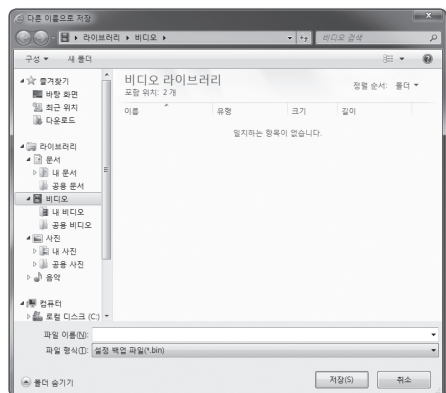 다른 이름으로 저장
라이브러리 ▸ 비디오 ▸
비디오 검색
구성 ▼ 새 폴더
즐겨찾기
바탕 화면
최근 위치
다운로드
라이브러리
문서
내 문서
공용 문서
비디오
내 비디오
공용 비디오
사진
내 사진
공용 사진
음악
컴퓨터
로컬 디스크 (C:)
비디오 라이브러리
포함 위치: 2 개
정렬 순서: 폴더 ▼
이름 유형 크기 길이
일치하는 항목이 없습니다.
파일 이름(N):
파일 형식(T): 설정 백업 파일(*.bin)
폴더 숨기기
저장(S) 취소